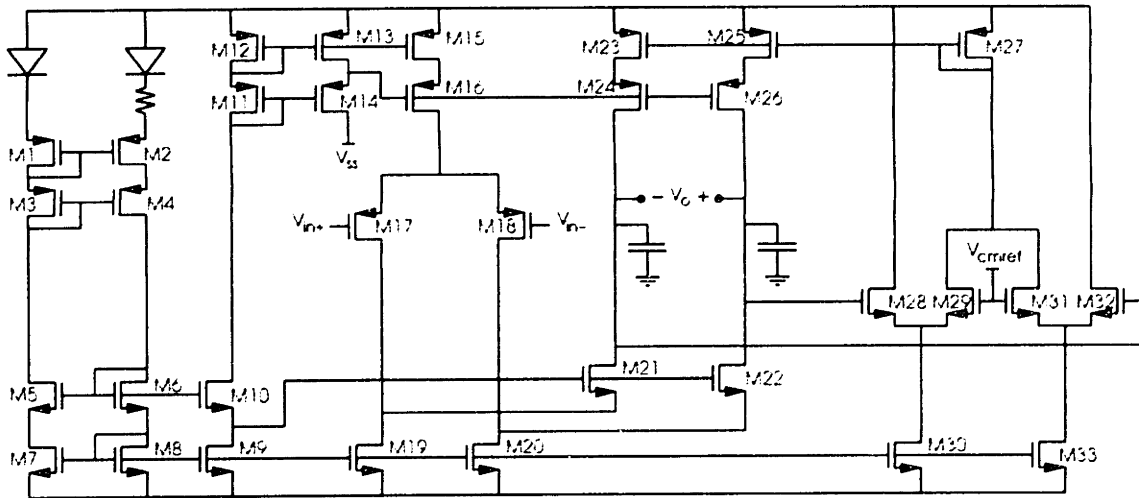 M12 M13 M15 M23 M25 M27
M11 M14 M16 M24 M26
Vss
M1 M2
M3 M4
Vin+ M17 M18 Vin-
- Vo +
Vcmref
M28 M29 M31 M32
M5 M6 M10 M21 M22
M7 M8 M9 M19 M20 M30 M33